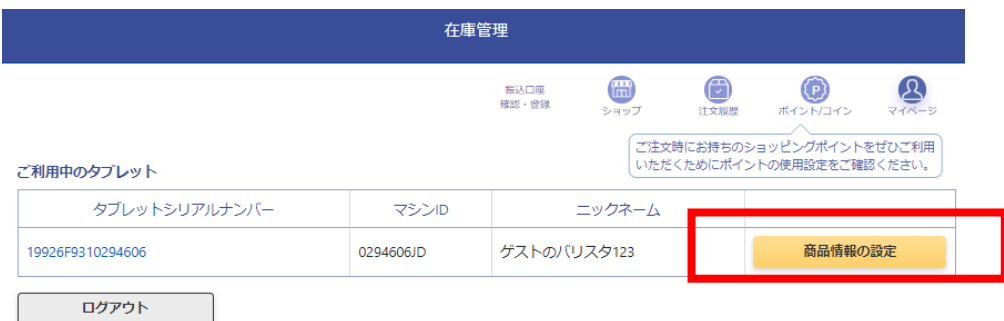 在庫管理
振込口座
確認・登録
ショップ
注文履歴
ポイント/コイン
マイページ
ご注文時にお持ちのショッピングポイントをぜひご利用
いただくためにポイントの使用設定をご確認ください。
ご利用中のタブレット
タブレットシリアルナンバー マシンID ニックネーム
19926F9310294606 0294606JD ゲストのバリスタ123 商品情報の設定
ログアウト